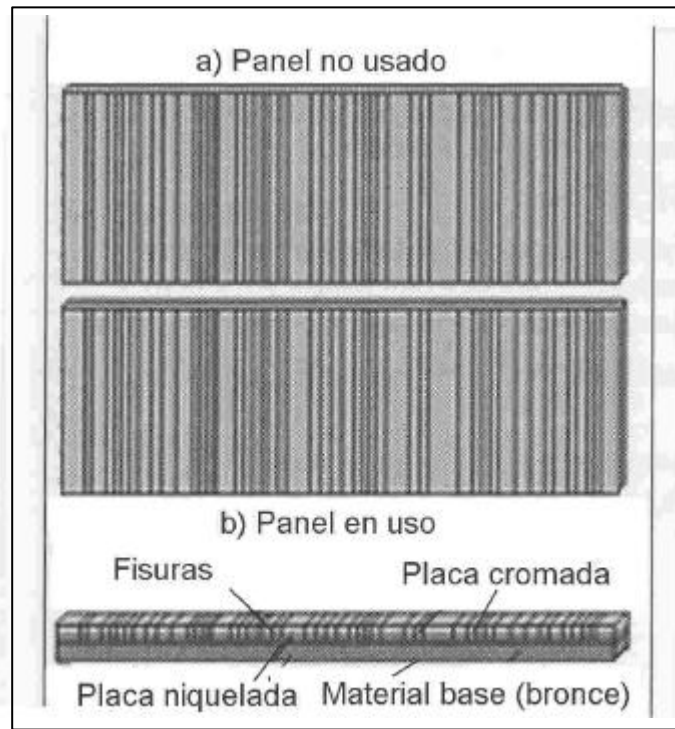 a) Panel no usado
b) Panel en uso
Fisuras Placa cromada
Placa niquelada Material base (bronce)